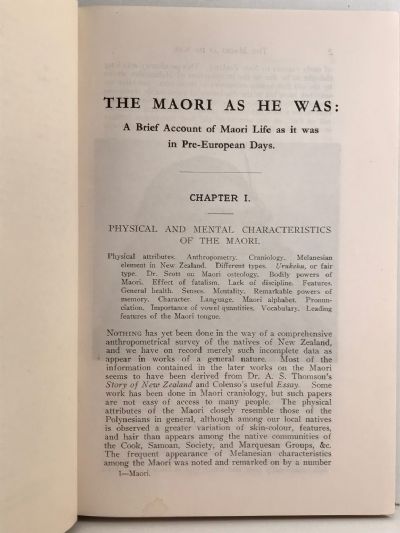 THE MAORI AS HE WAS:
A Brief Account of Maori Life as it was
in Pre-European Days.
CHAPTER I.
PHYSICAL AND MENTAL CHARACTERISTICS
OF THE MAORI.
Physical attributes. Anthropometry. Craniology. Melanesian
element in New Zealand. Different types. Urukehu, or fair
type. Dr. Scott on Maori osteology. Bodily powers of
Maori. Effect of fatalism. Lack of discipline. Features.
General health. Senses. Mentality. Remarkable powers of
memory. Character. Language. Maori alphabet. Pronun-
ciation. Importance of vowel quantities. Vocabulary. Leading
features of the Maori tongue.
NOTHING has yet been done in the way of a comprehensive
anthropometrical survey of the natives of New Zealand,
and we have on record merely such incomplete data as
appear in works of a general nature. Most of the
information contained in the later works on the Maori
seems to have been derived from Dr. A. S. Thomson's
Story of New Zealand and Colenso's useful Essay. Some
work has been done in Maori craniology, but such papers
are not easy of access to many people. The physical
attributes of the Maori closely resemble those of the
Polynesians in general, although among our local natives
is observed a greater variation of skin-colour, features,
and hair than appears among the native communities of
the Cook, Samoan, Society, and Marquesan Groups, &c.
The frequent appearance of Melanesian characteristics
among the Maori was noted and remarked on by a number
1—Maori.